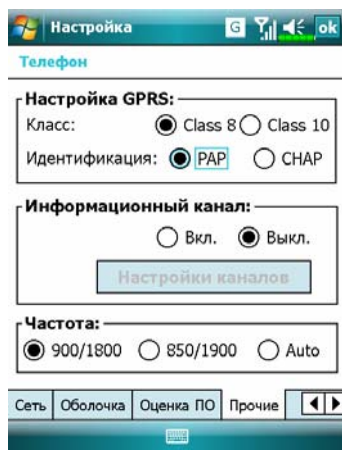 Настройка G ok
Телефон
Настройка GPRS:
Класс: Class 8 Class 10
Идентификация: PAP CHAP
Информационный канал:
Вкл. Выкл.
Настройки каналов
Частота:
900/1800 850/1900 Auto
Сеть Оболочка Оценка ПО Прочие